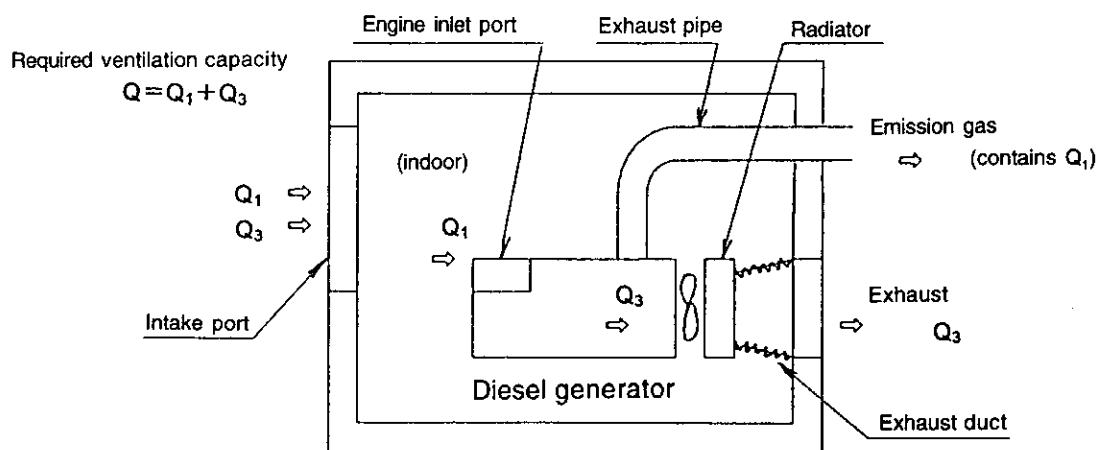 Engine inlet port
Exhaust pipe
Radiator
Required ventilation capacity
Q=Q₁+Q₃
Emission gas
(contains Q₁)
(indoor)
Q₁ ⇨
Q₃ ⇨
Q₁
⇨
Q₃
⇨
Intake port
Exhaust
⇨ Q₃
Diesel generator
Exhaust duct